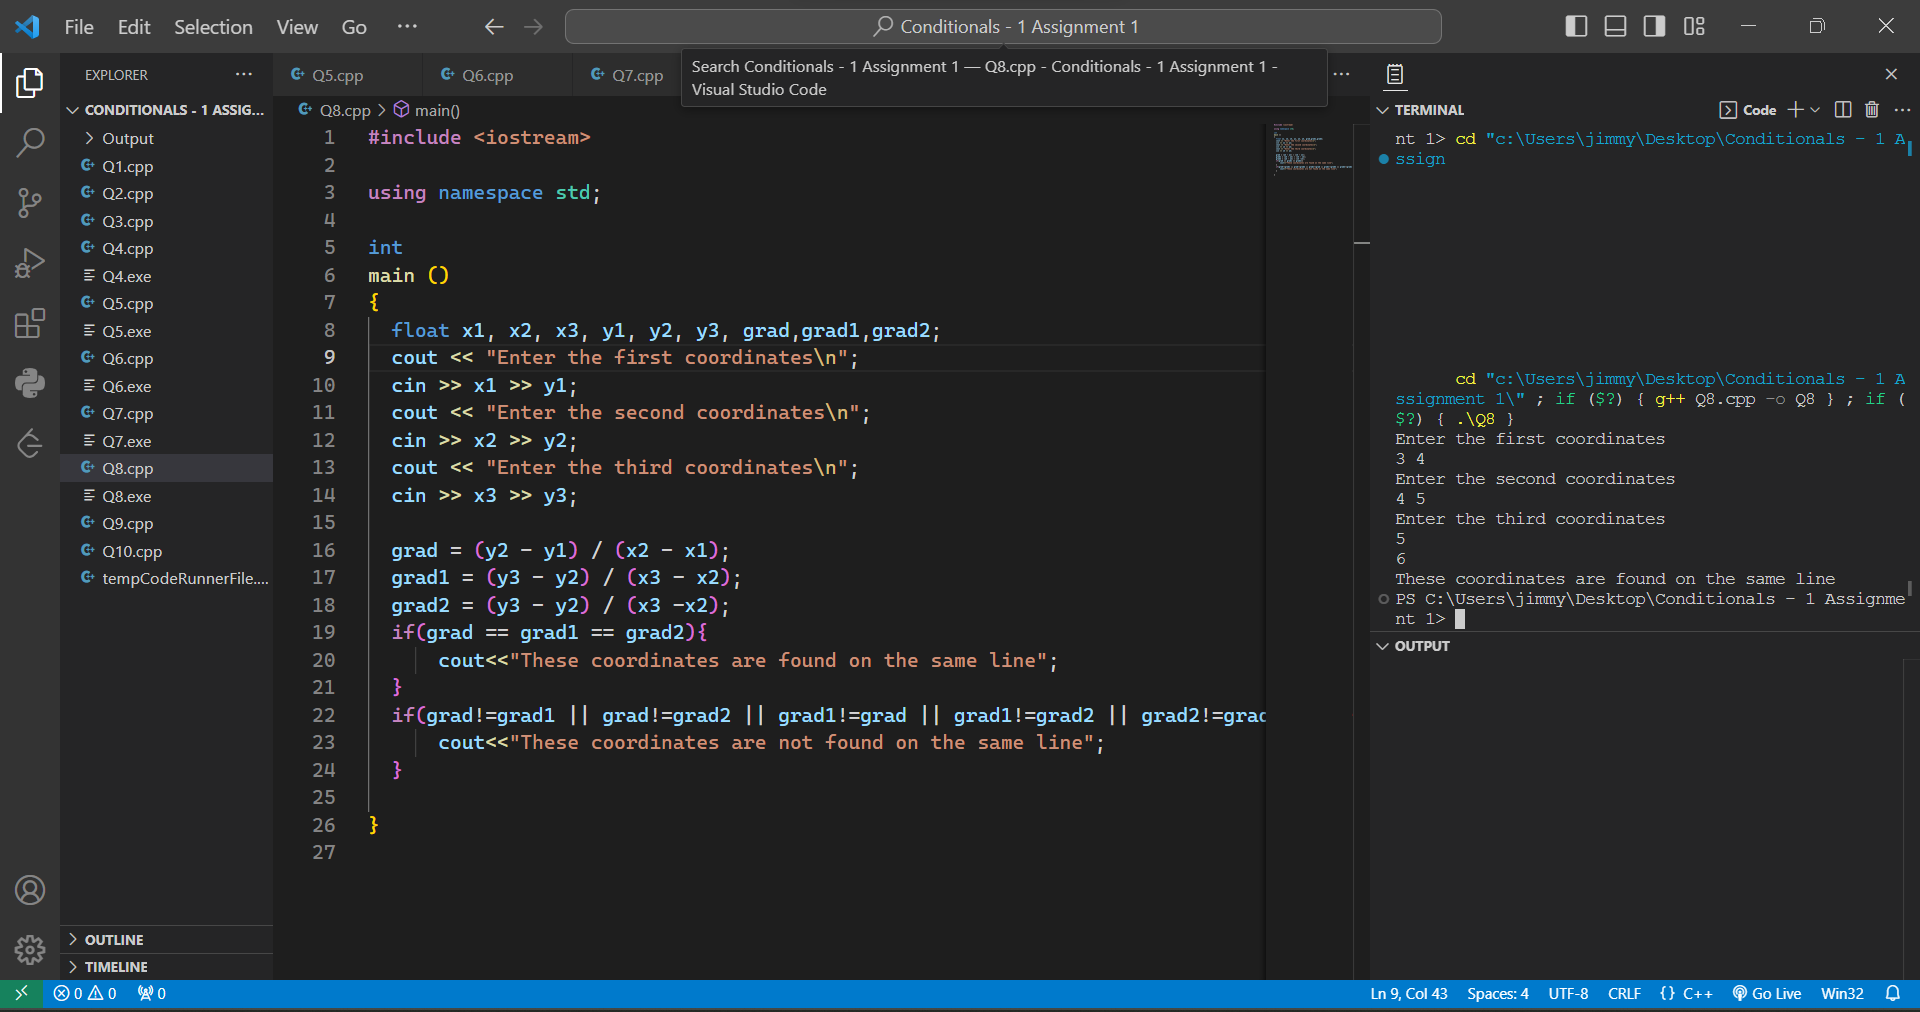 File Edit Selection View Go ···
Conditionals - 1 Assignment 1
Search Conditionals - 1 Assignment 1 — Q8.cpp - Conditionals - 1 Assignment 1 -
Visual Studio Code
EXPLORER
CONDITIONALS - 1 ASSIG...
Output
Q1.cpp
Q2.cpp
Q3.cpp
Q4.cpp
Q4.exe
Q5.cpp
Q5.exe
Q6.cpp
Q6.exe
Q7.cpp
Q7.exe
Q8.cpp
Q8.exe
Q9.cpp
Q10.cpp
tempCodeRunnerFile....
OUTLINE
TIMELINE
Q5.cpp Q6.cpp Q7.cpp
Q8.cpp > main()
1 #include <iostream>
2
3 using namespace std;
4
5 int
6 main ()
7 {
8 float x1, x2, x3, y1, y2, y3, grad,grad1,grad2;
9 cout << "Enter the first coordinates\n";
10 cin >> x1 >> y1;
11 cout << "Enter the second coordinates\n";
12 cin >> x2 >> y2;
13 cout << "Enter the third coordinates\n";
14 cin >> x3 >> y3;
15
16 grad = (y2 - y1) / (x2 - x1);
17 grad1 = (y3 - y2) / (x3 - x2);
18 grad2 = (y3 - y2) / (x3 -x2);
19 if(grad == grad1 == grad2){
20 cout<<"These coordinates are found on the same line";
21 }
22 if(grad!=grad1 || grad!=grad2 || grad1!=grad || grad1!=grad2 || grad2!=grad
23 cout<<"These coordinates are not found on the same line";
24 }
25
26 }
27
TERMINAL
Code
nt 1> cd "c:\Users\jimmy\Desktop\Conditionals - 1 A
ssign
cd "c:\Users\jimmy\Desktop\Conditionals - 1 A
ssignment 1\" ; if ($?) { g++ Q8.cpp -o Q8 } ; if (
$?) { .\Q8 }
Enter the first coordinates
3 4
Enter the second coordinates
4 5
Enter the third coordinates
5
6
These coordinates are found on the same line
PS C:\Users\jimmy\Desktop\Conditionals - 1 Assignme
nt 1>
OUTPUT
0 0 0
Ln 9, Col 43 Spaces: 4 UTF-8 CRLF {} C++ Go Live Win32